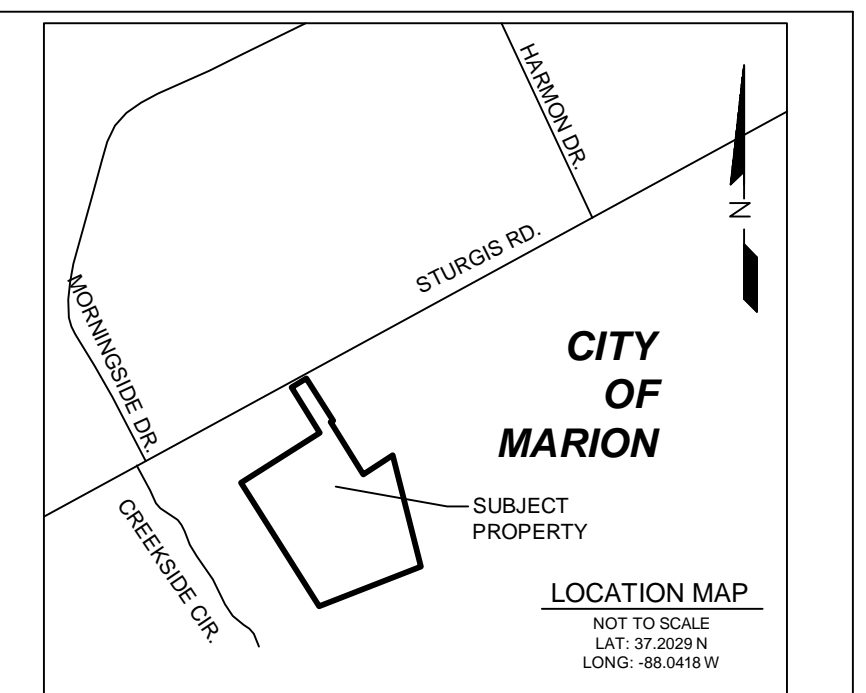 HARMON DR.
N
STURGIS RD.
MORNINGSIDE DR.
CITY
OF
MARION
SUBJECT
PROPERTY
CREEKSIDE CIR.
LOCATION MAP
NOT TO SCALE
LAT: 37.2029 N
LONG: -88.0418 W